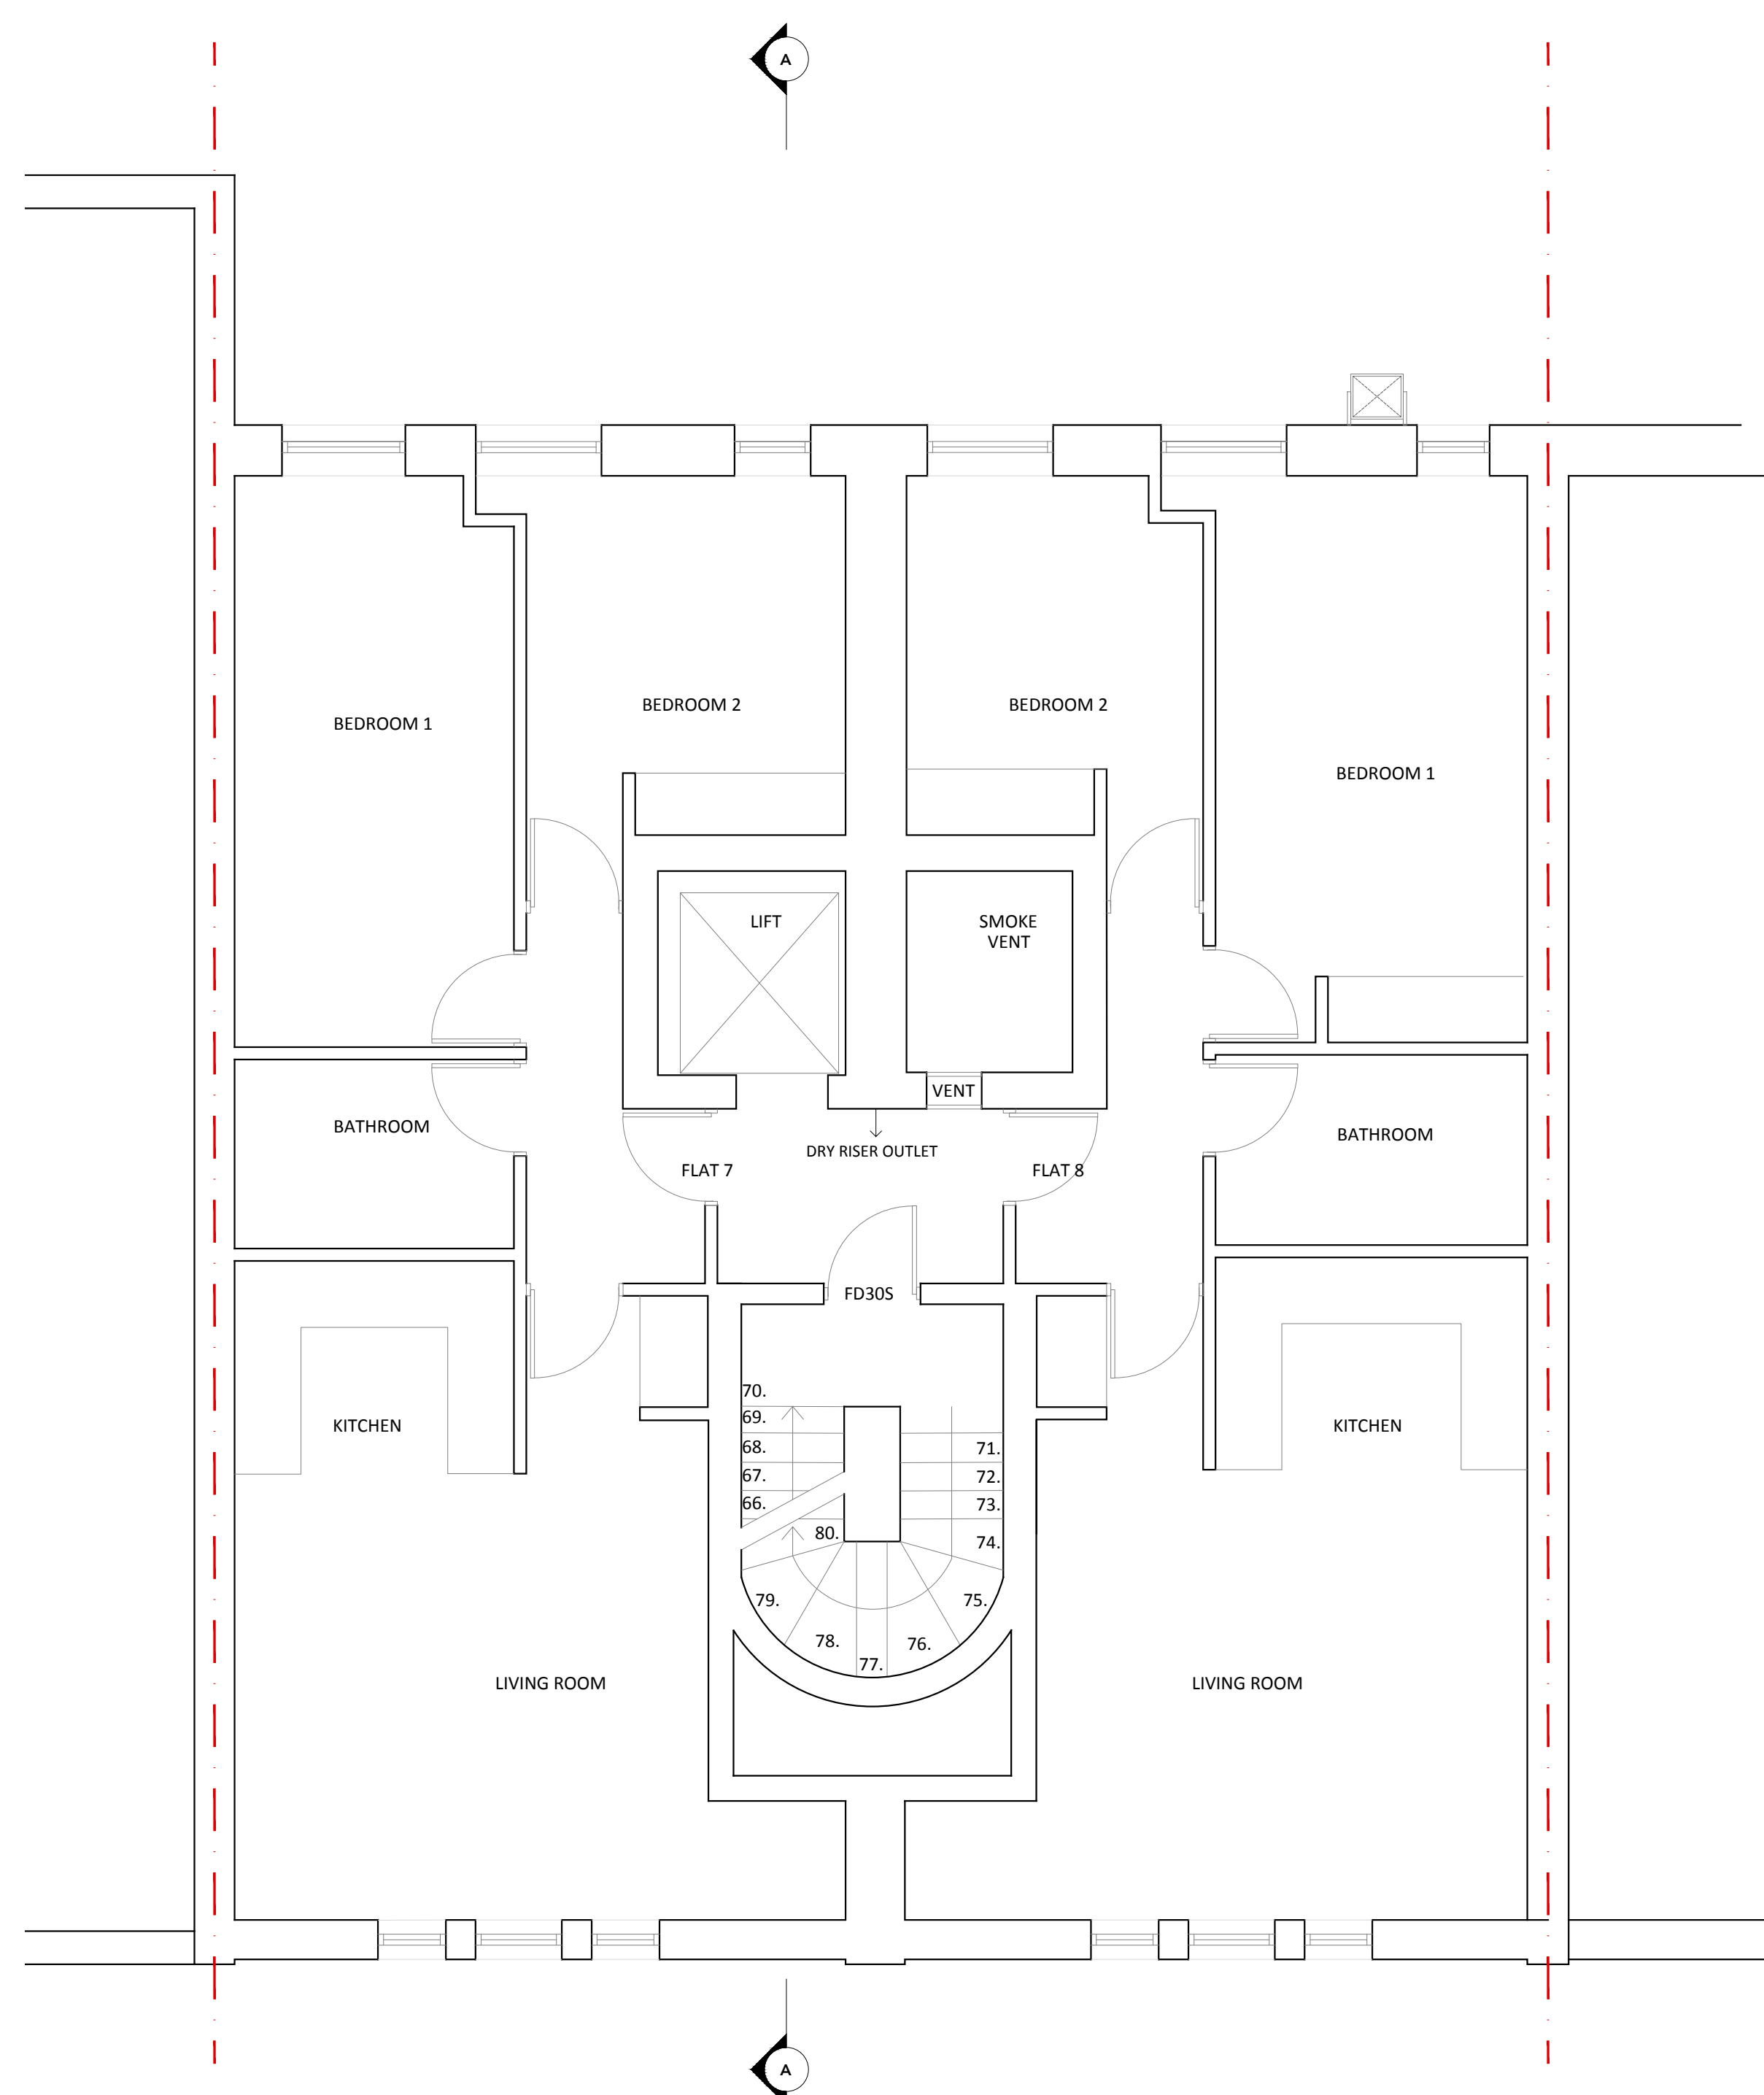 A
BEDROOM 1
BEDROOM 2
BEDROOM 2
BEDROOM 1
LIFT
SMOKE
VENT
VENT
BATHROOM
DRY RISER OUTLET
BATHROOM
FLAT 7
FLAT 8
FD30S
KITCHEN
KITCHEN
70.
69.
68.
67.
66.
71.
72.
73.
74.
80.
79.
75.
78.
76.
77.
LIVING ROOM
LIVING ROOM
A